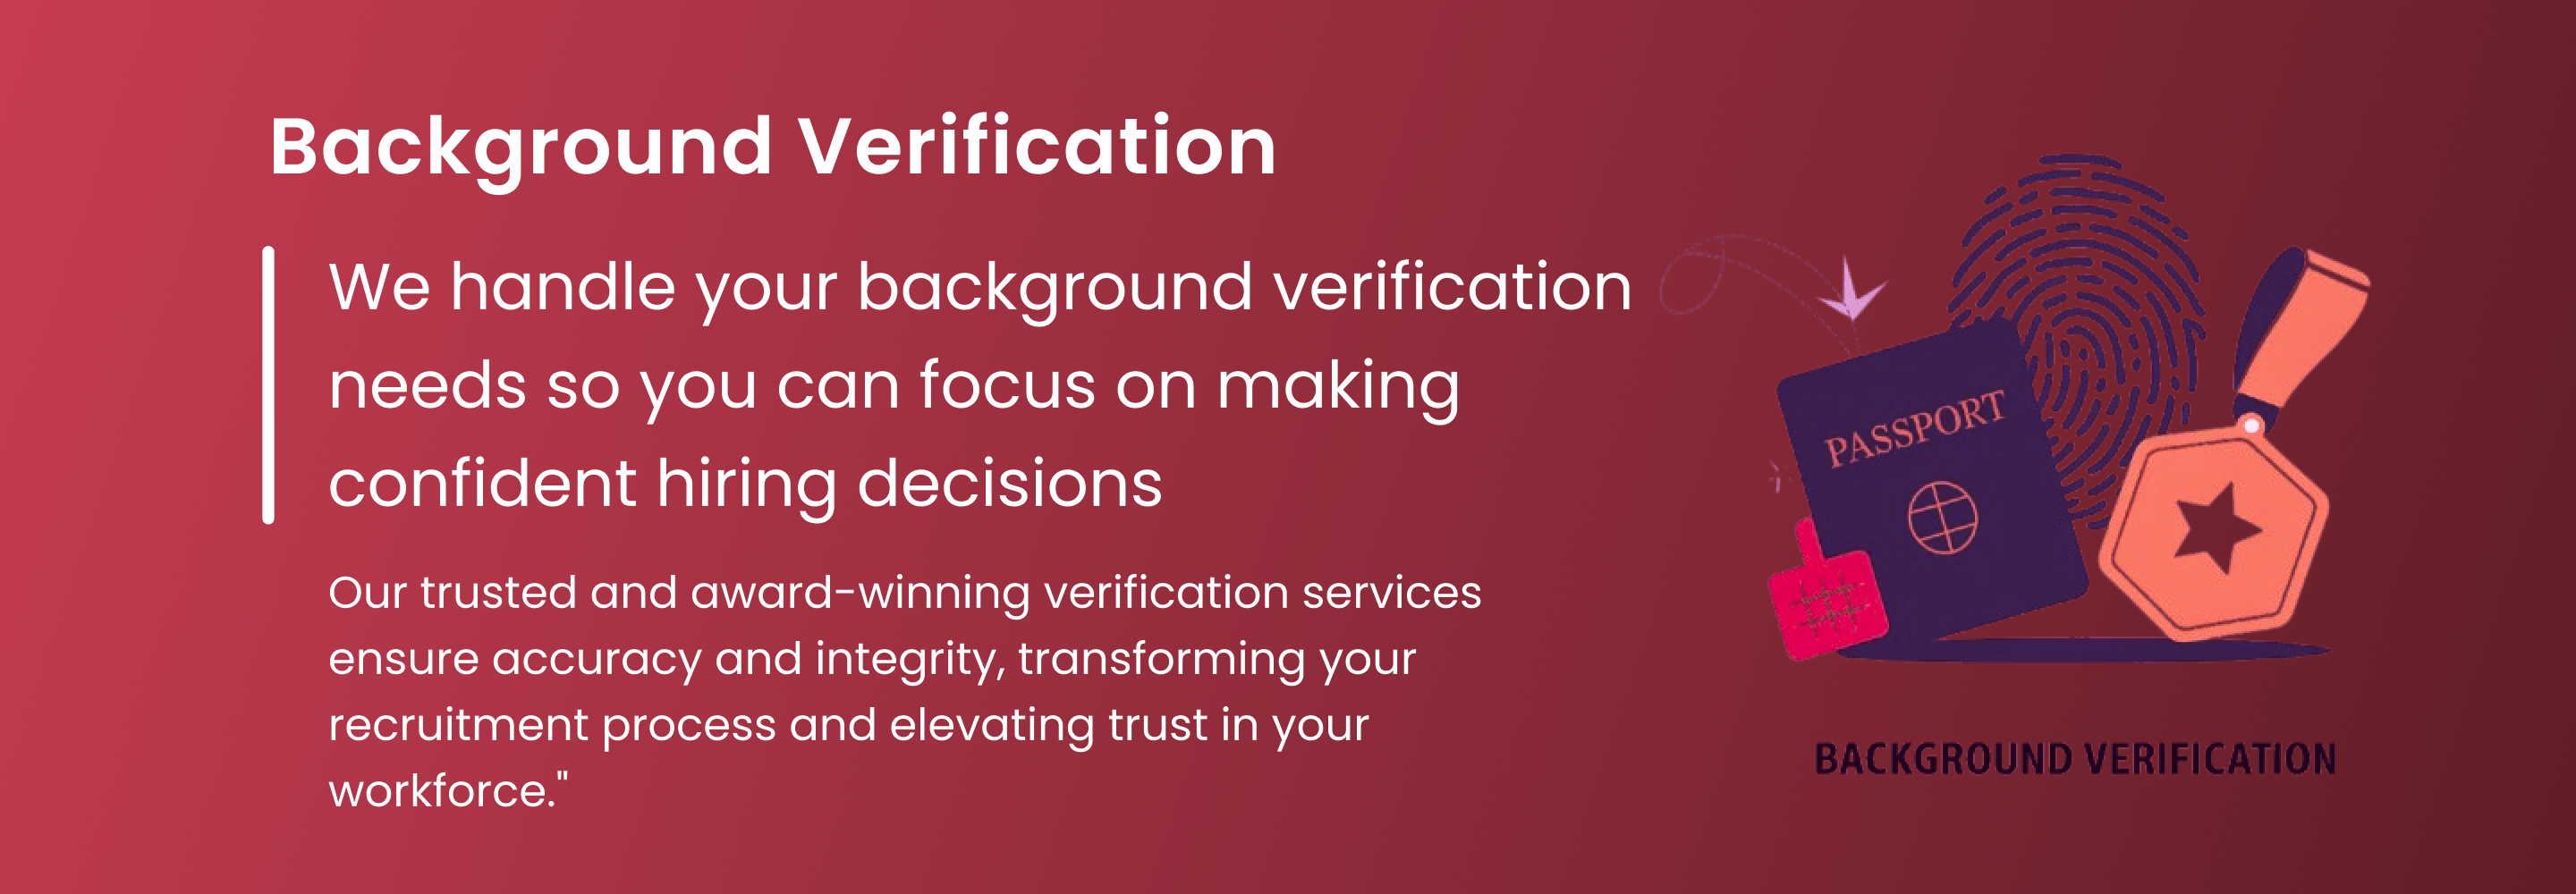 Background Verification
We handle your background verification
needs so you can focus on making
confident hiring decisions
Our trusted and award-winning verification services
ensure accuracy and integrity, transforming your
recruitment process and elevating trust in your
workforce."
PASSPORT
BACKGROUND VERIFICATION